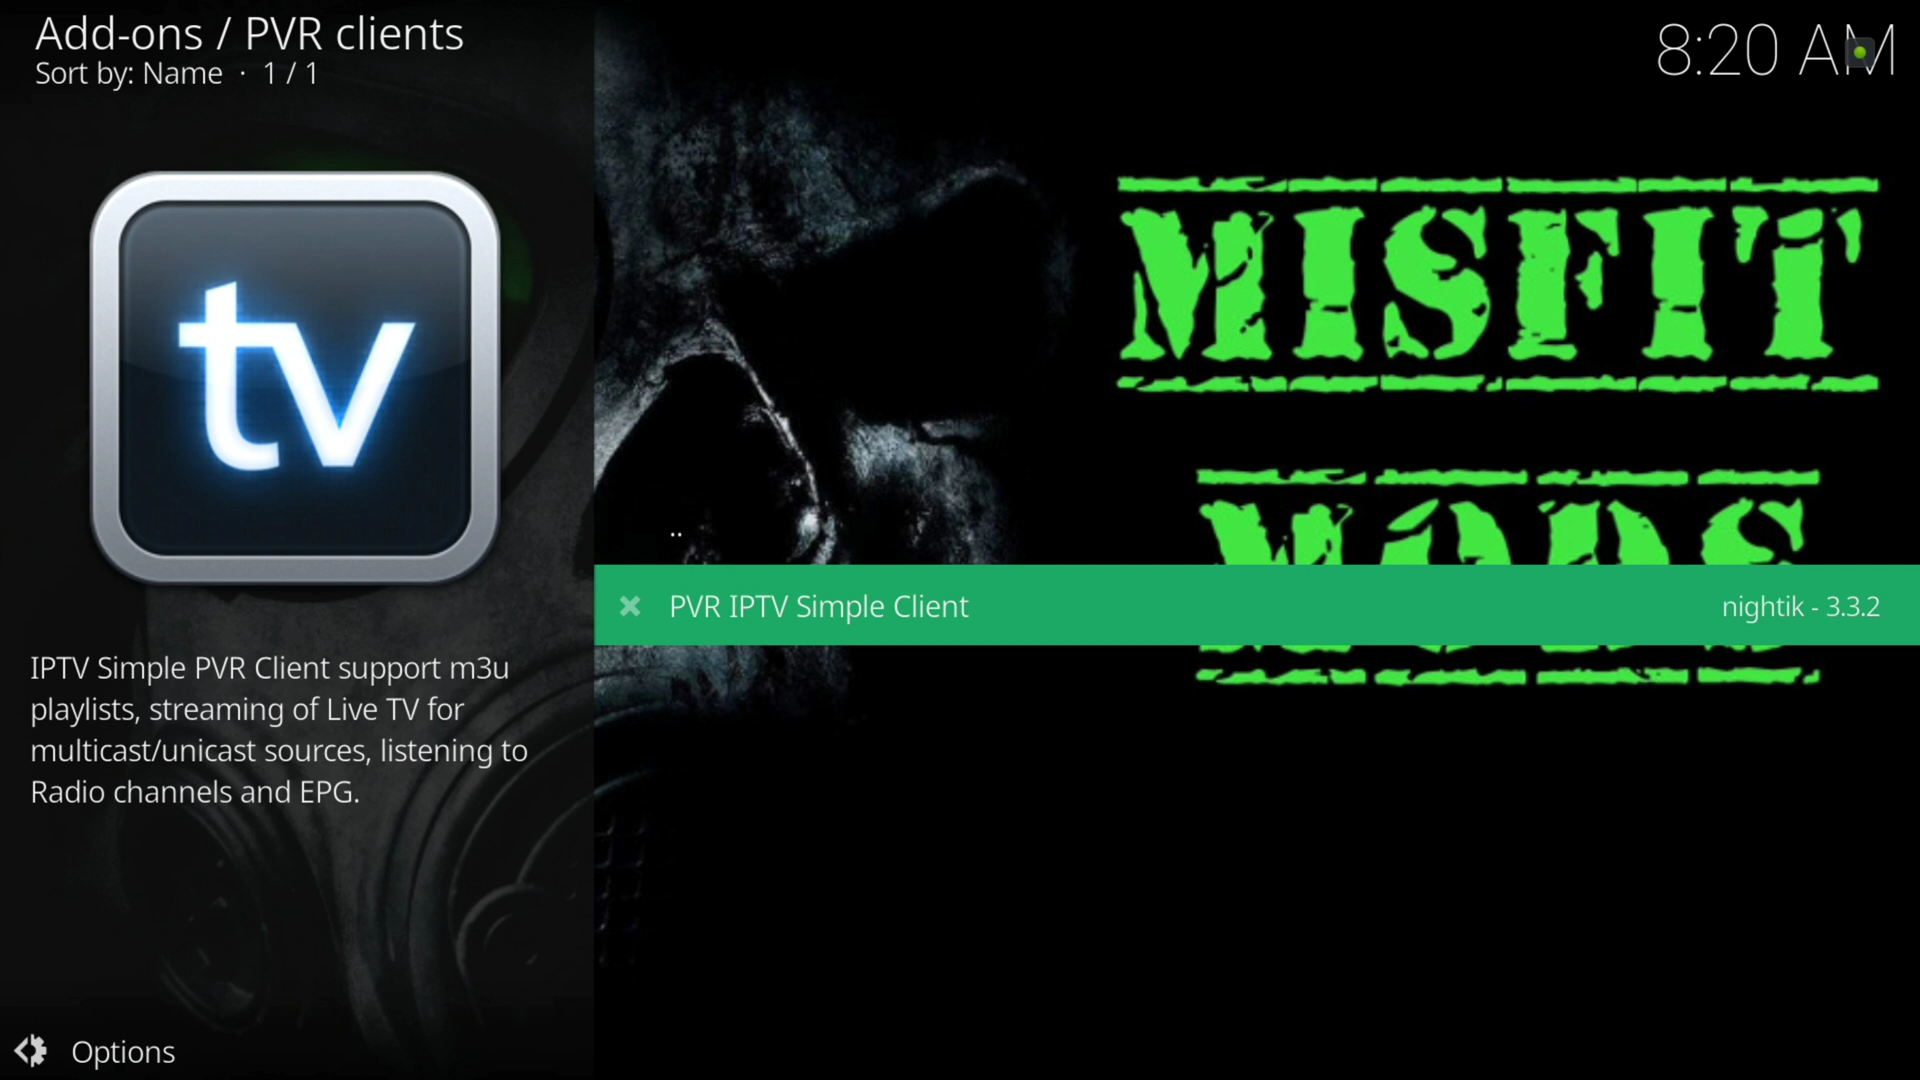 Add-ons / PVR clients
Sort by: Name · 1 / 1
8:20 AM
tv
MISFIT
MODS
..
PVR IPTV Simple Client
nightik - 3.3.2
IPTV Simple PVR Client support m3u
playlists, streaming of Live TV for
multicast/unicast sources, listening to
Radio channels and EPG.
Options